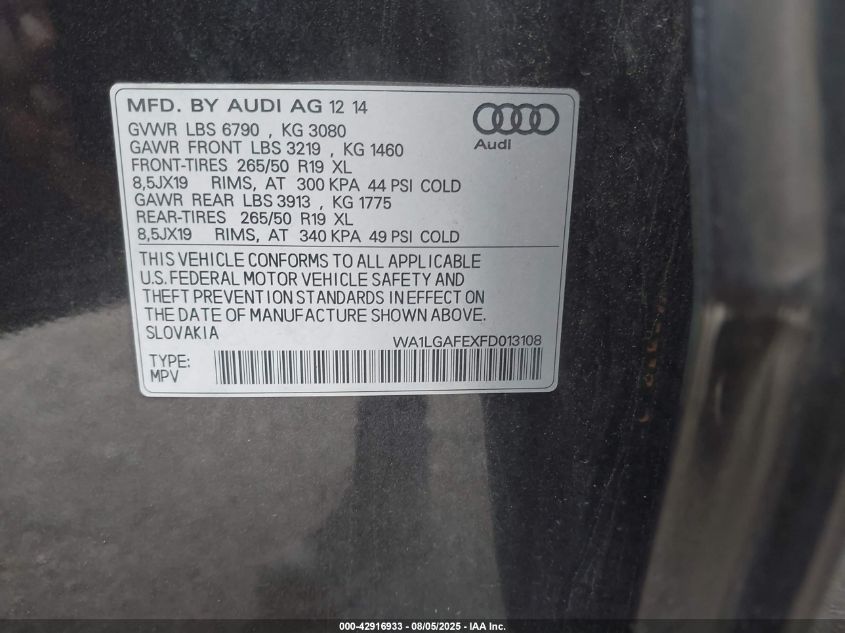 MFD. BY AUDI AG 12 14
Audi
GVWR LBS 6790 , KG 3080
GAWR FRONT LBS 3219 , KG 1460
FRONT-TIRES 265/50 R19 XL
8,5JX19 RIMS, AT 300 KPA 44 PSI COLD
GAWR REAR LBS 3913 , KG 1775
REAR-TIRES 265/50 R19 XL
8,5JX19 RIMS, AT 340 KPA 49 PSI COLD
THIS VEHICLE CONFORMS TO ALL APPLICABLE
U.S. FEDERAL MOTOR VEHICLE SAFETY AND
THEFT PREVENTION STANDARDS IN EFFECT ON
THE DATE OF MANUFACTURE SHOWN ABOVE.
SLOVAKIA
WA1LGAFEXFD013108
TYPE:
MPV
000-42916933 - 08/05/2025 - IAA Inc.